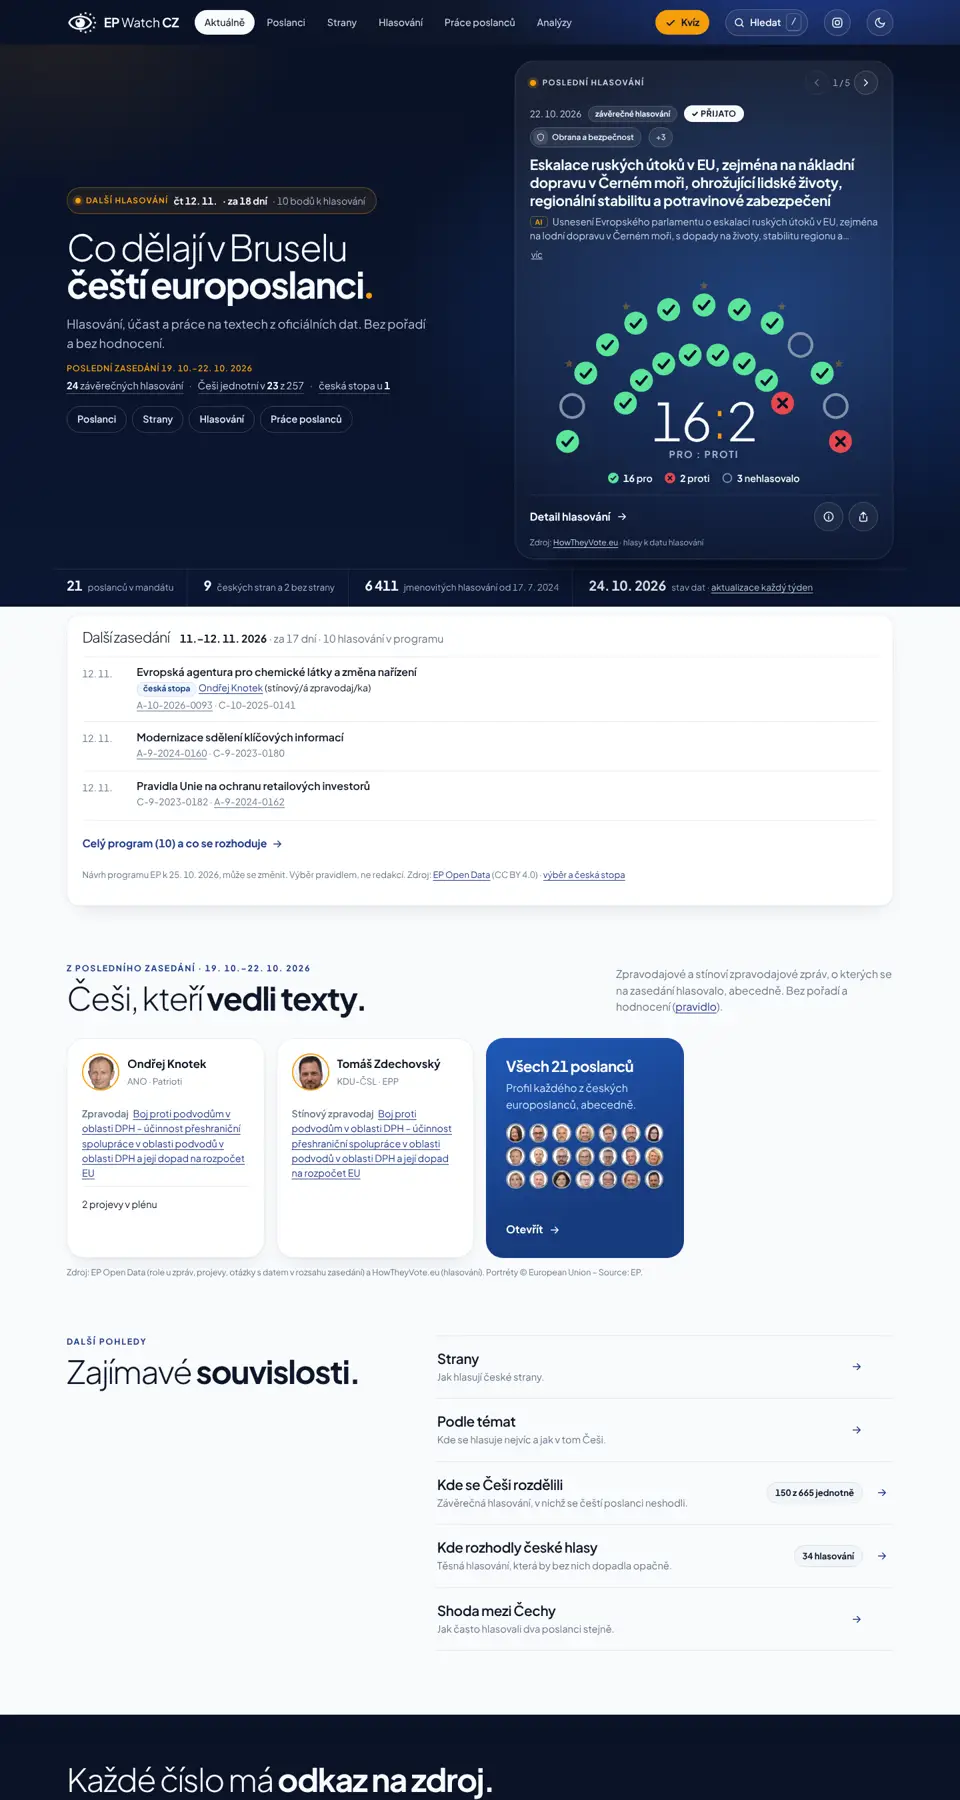 EP Watch CZ
Aktuálně
Poslanci
Strany
Hlasování
Práce poslanců
Analýzy
Kvíz
Hledat /
POSLEDNÍ HLASOVÁNÍ
1 / 5
22. 10. 2026 závěrečné hlasování PŘIJATO
Obrana a bezpečnost +3
Eskalace ruských útoků v EU, zejména na nákladní
dopravu v Černém moři, ohrožující lidské životy,
regionální stabilitu a potravinové zabezpečení
AI Usnesení Evropského parlamentu o eskalaci ruských útoků v EU, zejména
na lodní dopravu v Černém moři, s dopady na životy, stabilitu regionu a…
víc
16:2
PRO : PROTI
16 pro 2 proti 3 nehlasovalo
Detail hlasování →
Zdroj: HowTheyVote.eu · hlasy k datu hlasování
DALŠÍ HLASOVÁNÍ čt 12. 11. · za 18 dní · 10 bodů k hlasování
Co dělají v Bruselu
čeští europoslanci.
Hlasování, účast a práce na textech z oficiálních dat. Bez pořadí
a bez hodnocení.
POSLEDNÍ ZASEDÁNÍ 19. 10.–22. 10. 2026
24 závěrečných hlasování · Češi jednotní v 23 z 257 · česká stopa u 1
Poslanci
Strany
Hlasování
Práce poslanců
21 poslanců v mandátu
9 českých stran a 2 bez strany
6 411 jmenovitých hlasování od 17. 7. 2024
24. 10. 2026 stav dat · aktualizace každý týden
Další zasedání 11.–12. 11. 2026 · za 17 dní · 10 hlasování v programu
12. 11.
Evropská agentura pro chemické látky a změna nařízení
česká stopa Ondřej Knotek (stínový/á zpravodaj/ka)
A-10-2026-0093 · C-10-2025-0141
12. 11.
Modernizace sdělení klíčových informací
A-9-2024-0160 · C-9-2023-0180
12. 11.
Pravidla Unie na ochranu retailových investorů
C-9-2023-0182 · A-9-2024-0162
Celý program (10) a co se rozhoduje →
Návrh programu EP k 25. 10. 2026, může se změnit. Výběr pravidlem, ne redakcí. Zdroj: EP Open Data (CC BY 4.0) · výběr a česká stopa
Z POSLEDNÍHO ZASEDÁNÍ · 19. 10.–22. 10. 2026
Češi, kteří vedli texty.
Zpravodajové a stínoví zpravodajové zpráv, o kterých se
na zasedání hlasovalo, abecedně. Bez pořadí a
hodnocení (pravidlo).
Ondřej Knotek
ANO · Patrioti
Zpravodaj Boj proti podvodům v
oblasti DPH – účinnost přeshraniční
spolupráce v oblasti podvodů v
oblasti DPH a její dopad na rozpočet
EU
2 projevy v plénu
Tomáš Zdechovský
KDU-ČSL · EPP
Stínový zpravodaj Boj proti
podvodům v oblasti DPH – účinnost
přeshraniční spolupráce v oblasti
podvodů v oblasti DPH a její dopad
na rozpočet EU
Všech 21 poslanců
Profil každého z českých
europoslanců, abecedně.
Otevřít →
Zdroj: EP Open Data (role u zpráv, projevy, otázky s datem v rozsahu zasedání) a HowTheyVote.eu (hlasování). Portréty © European Union – Source: EP.
DALŠÍ POHLEDY
Zajímavé souvislosti.
Strany
Jak hlasují české strany.
→
Podle témat
Kde se hlasuje nejvíc a jak v tom Češi.
→
Kde se Češi rozdělili
Závěrečná hlasování, v nichž se čeští poslanci neshodli.
150 z 665 jednotně →
Kde rozhodly české hlasy
Těsná hlasování, která by bez nich dopadla opačně.
34 hlasování →
Shoda mezi Čechy
Jak často hlasovali dva poslanci stejně.
→
Každé číslo má odkaz na zdroj.